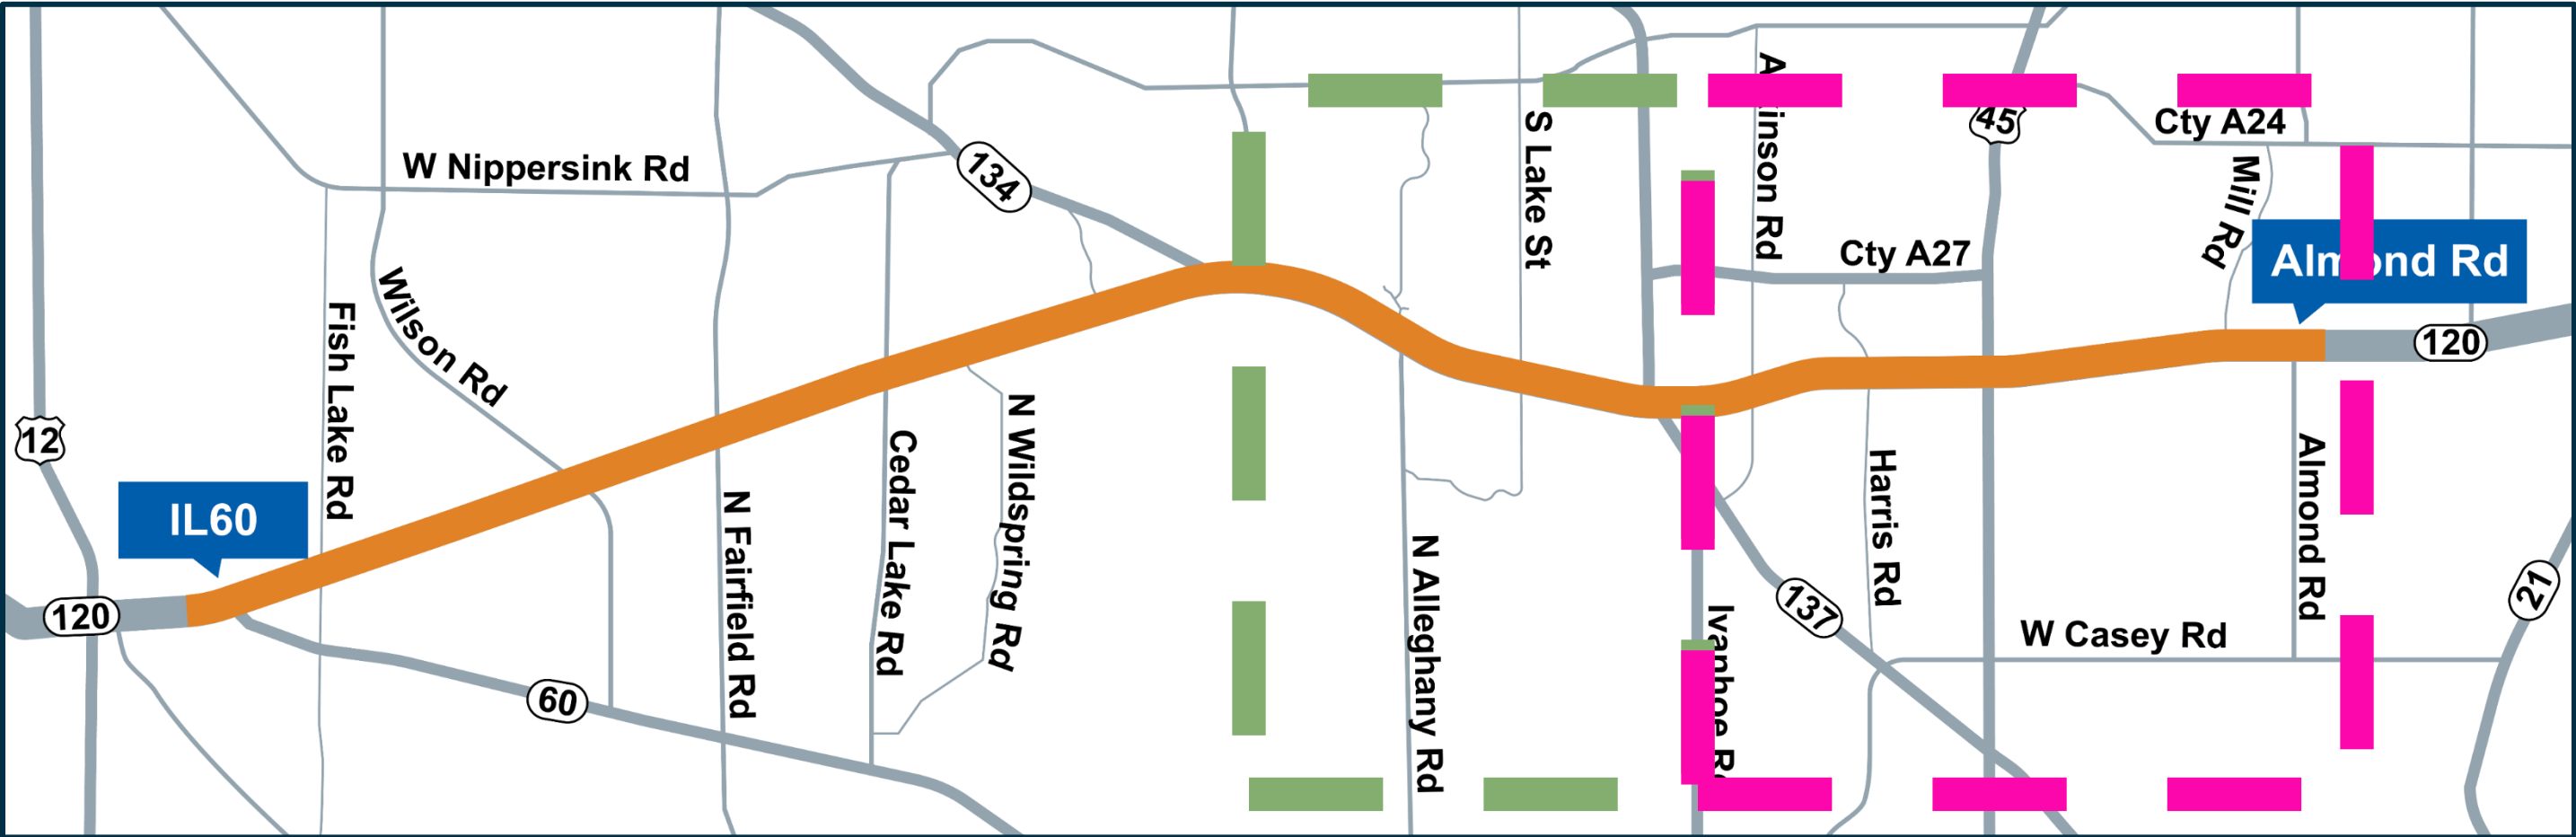 W Nippersink Rd
134
S Lake St
45
Cty A24
Mill Rd
Cty A27
Almond Rd
Fish Lake Rd
Wilson Rd
120
12
IL60
N Fairfield Rd
Cedar Lake Rd
N Wildspring Rd
N Alleghany Rd
Harris Rd
Almond Rd
120
60
137
W Casey Rd
21